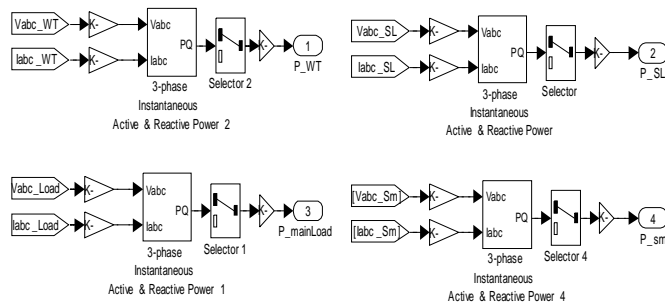 Vabc_WT
K-
Vabc
Iabc_WT
K-
Iabc
PQ
K-
1
P_WT
3-phase
Instantaneous
Active & Reactive Power 2
Selector 2
Vabc_SL
K-
Vabc
Iabc_SL
K-
Iabc
PQ
K-
2
P_SL
3-phase
Instantaneous
Active & Reactive Power
Selector
Vabc_Load
K-
Vabc
Iabc_Load
K-
Iabc
PQ
K-
3
P_mainLoad
3-phase
Instantaneous
Active & Reactive Power 1
Selector 1
[Vabc_Sm]
K-
Vabc
[Iabc_Sm]
K-
Iabc
PQ
K-
4
P_sm
3-phase
Instantaneous
Active & Reactive Power 4
Selector 4